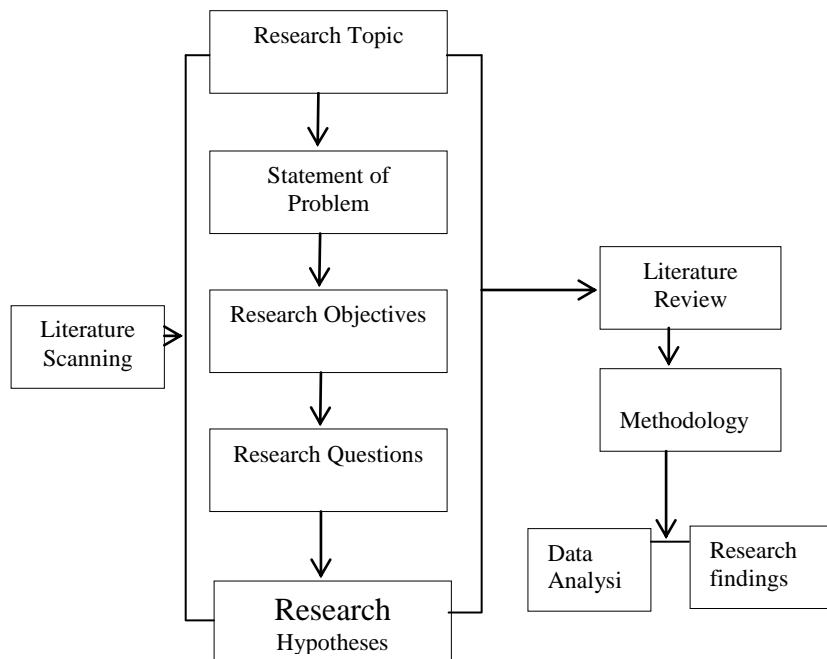 Research Topic
Statement of
Problem
Research Objectives
Research Questions
Research
Hypotheses
Literature
Scanning
Literature
Review
Methodology
Data
Analysi
Research
findings